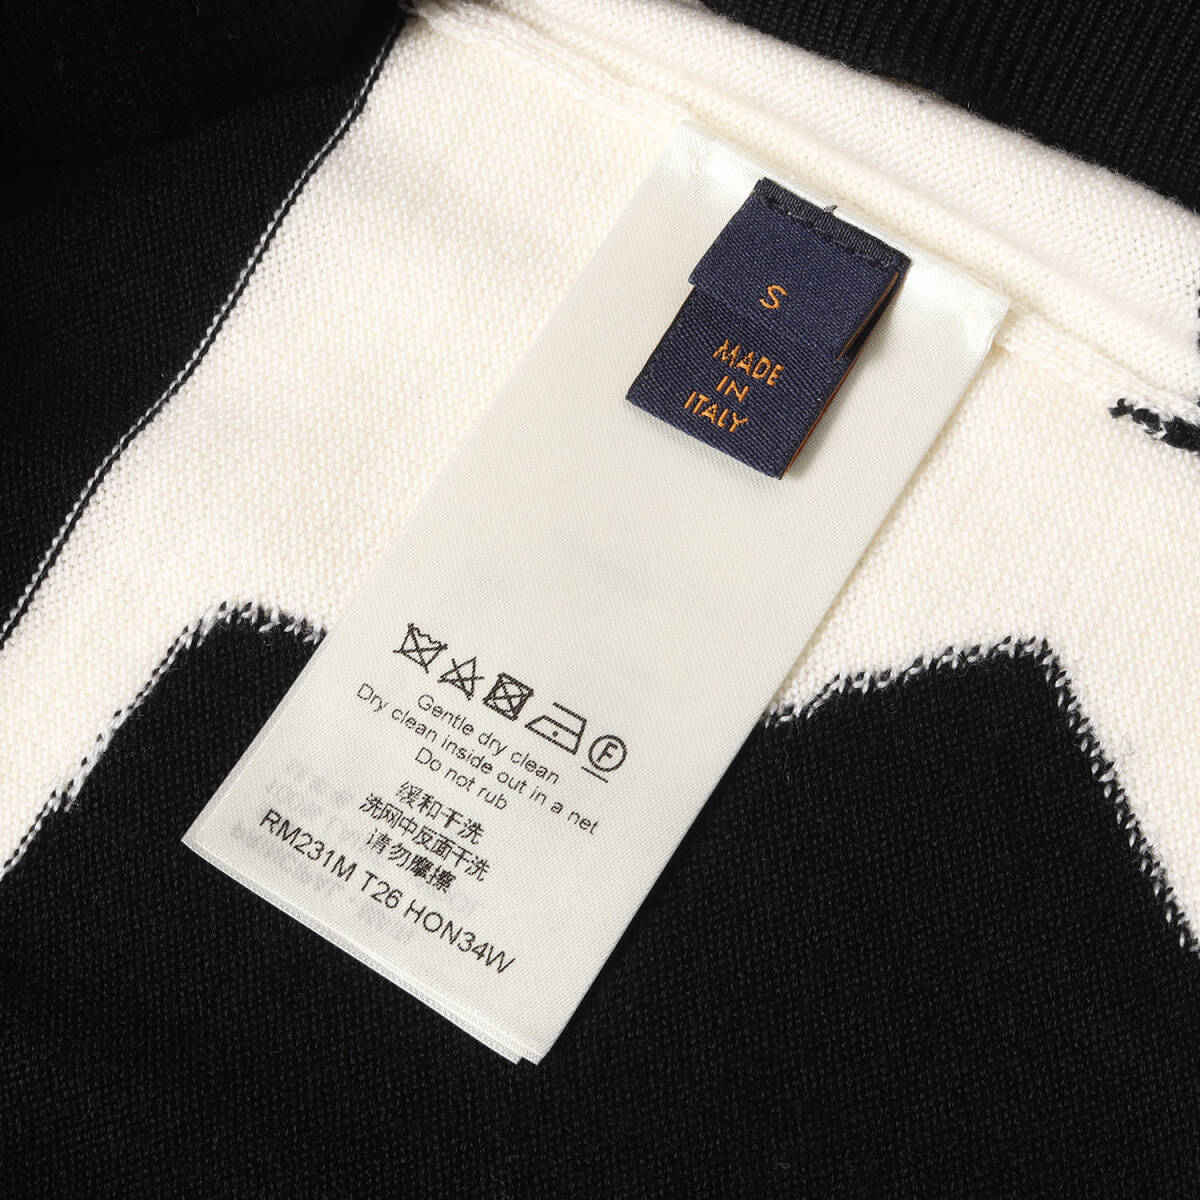 S
MADE
IN
ITALY
F
Gentle dry clean
Dry clean inside out in a net
Do not rub
缓和干洗
洗网中反面干洗
请勿摩擦
RM231M T26 HON34W